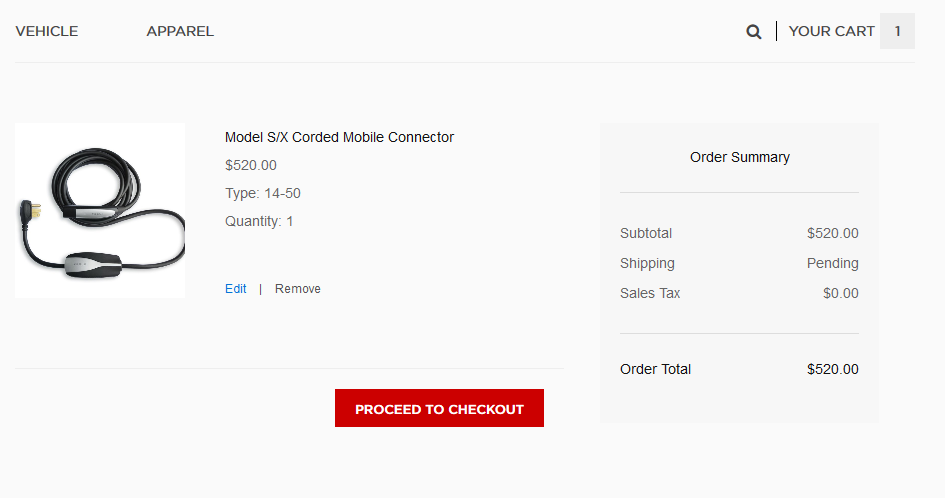 VEHICLE APPAREL YOUR CART 1
Model S/X Corded Mobile Connector
$520.00
Type: 14-50
Quantity: 1
Edit | Remove
PROCEED TO CHECKOUT
Order Summary
Subtotal $520.00
Shipping Pending
Sales Tax $0.00
Order Total $520.00